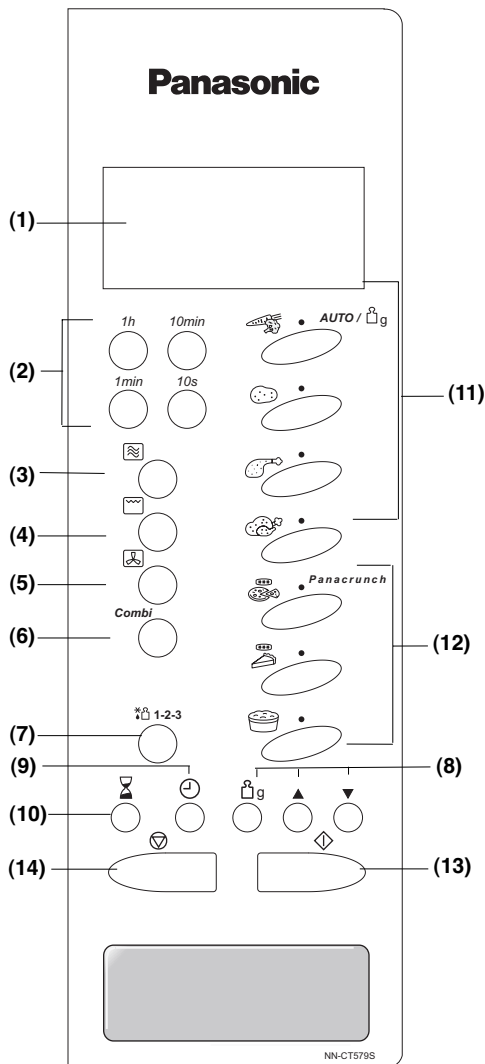 Panasonic
(1)
1h 10min
AUTO / g
(2)
1min 10s
(11)
(3)
(4)
(5)
Panacrunch
Combi
(6)
(12)
1-2-3
(7)
(9)
(8)
g ▲ ▼
(10)
(14)
(13)
NN-CT579S